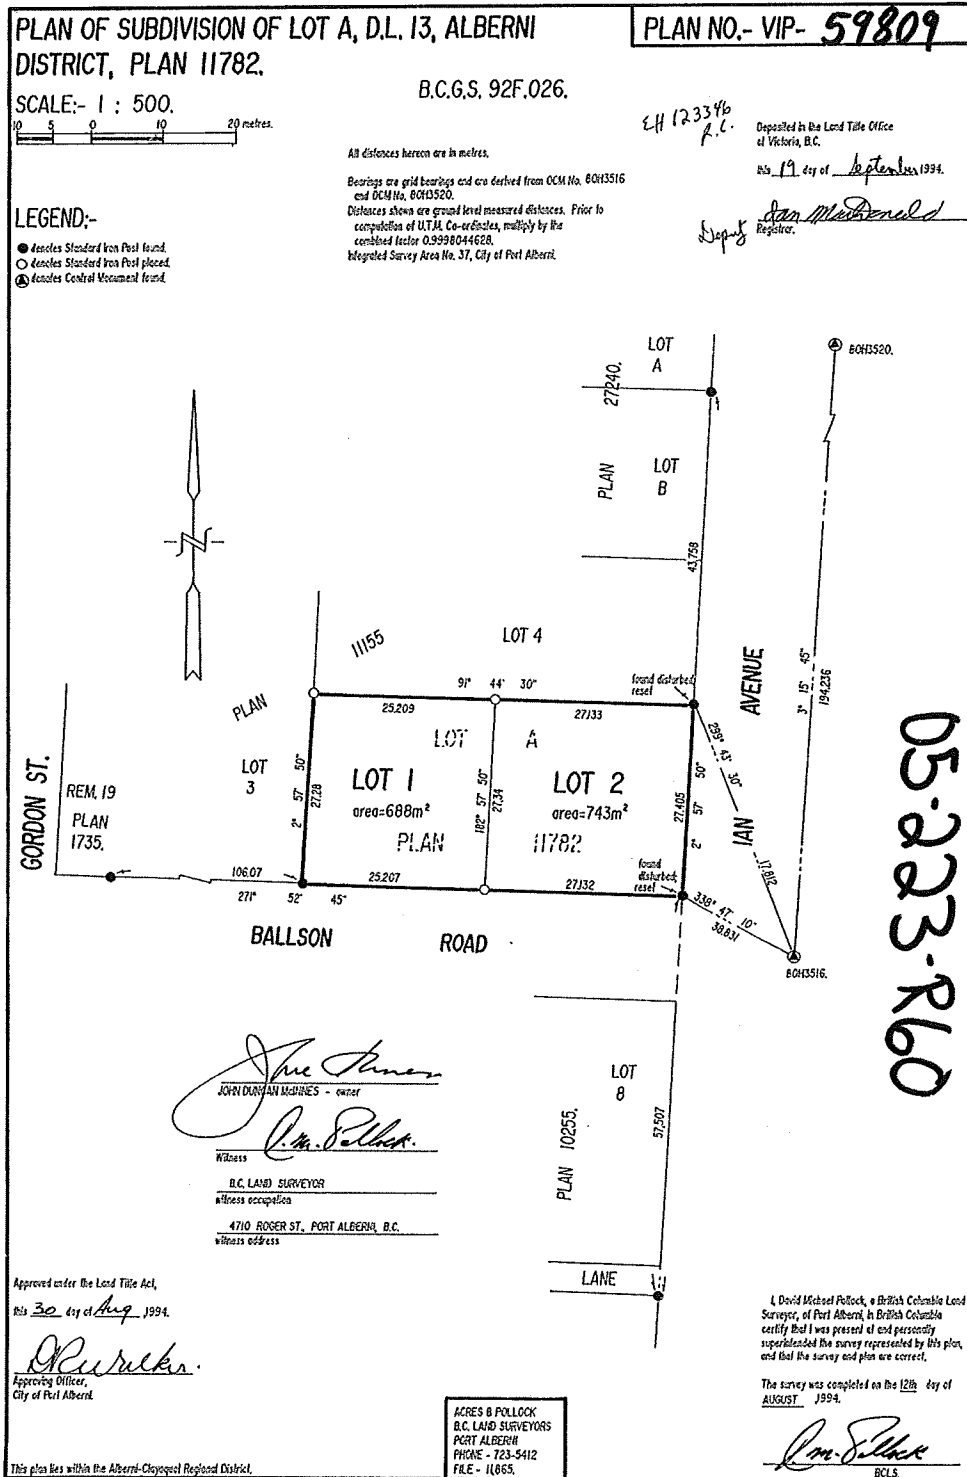 PLAN OF SUBDIVISION OF LOT A, D.L. 13, ALBERNI
DISTRICT, PLAN 11782.
PLAN NO.- VIP- 59809
SCALE:- 1 : 500.
10 5 0 10 20 metres.
B.C.G.S. 92F.026.
EH 123346
Deposited in the Land Title Office
at Victoria, B.C.
this 19 day of September 1994.
Ian MacDonald
Deputy Registrar.
All distances hereon are in metres.
Bearings are grid bearings and are derived from OCM No. 80H3516
and OCM No. 80H3520.
Distances shown are ground level measured distances. Prior to
computation of U.T.M. Co-ordinates, multiply by the
combined factor 0.9998044628.
Integrated Survey Area No. 37, City of Port Alberni.
LEGEND:-
denotes Standard Iron Post found.
denotes Standard Iron Post placed.
denotes Control Monument found.
LOT
A
80H3520.
PLAN 27240.
LOT
B
43.758
N
11155
LOT 4
PLAN
91° 44' 30"
found disturbed,
reset
25.209
27.133
LOT A
IAN AVENUE
3° 15' 45"
194.236
GORDON ST.
REM. 19
PLAN
1735.
LOT
3
2° 57' 50"
27.28
LOT 1
area=688m²
182° 57' 50"
27.34
LOT 2
area=743m²
27.405
2° 57' 50"
299° 43' 30"
17.812
PLAN 11782
found
disturbed,
reset
106.07
25.207
27.132
271° 52' 45"
338° 47' 10"
38.831
80H3516.
BALLSON ROAD
05-223-R60
LOT
8
PLAN 10255.
57.507
LANE
JOHN DUNCAN McINNES - owner
D.M. Pollock.
Witness
B.C. LAND SURVEYOR
witness occupation
4710 ROGER ST., PORT ALBERNI, B.C.
witness address
Approved under the Land Title Act,
this 30 day of Aug 1994.
Approving Officer,
City of Port Alberni.
I, David Michael Pollock, a British Columbia Land
Surveyor, of Port Alberni, in British Columbia
certify that I was present at and personally
superintended the survey represented by this plan,
and that the survey and plan are correct.
The survey was completed on the 12th day of
AUGUST 1994.
D.M. Pollock
B.C.L.S.
ACRES & POLLOCK
B.C. LAND SURVEYORS
PORT ALBERNI
PHONE - 723-5412
FILE - 11,665.
This plan lies within the Alberni-Clayoquot Regional District.